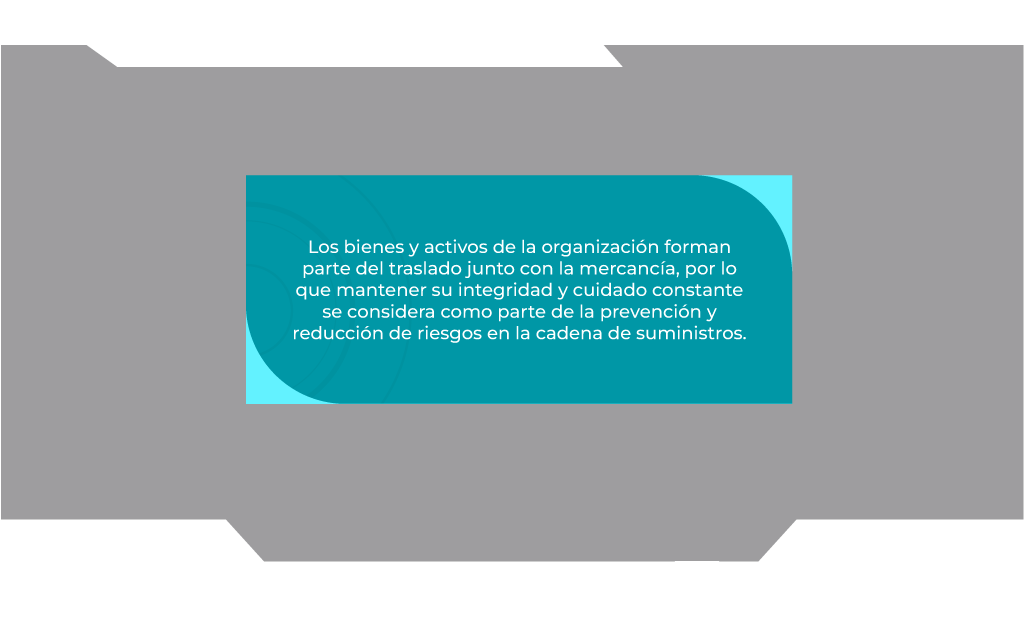 Los bienes y activos de la organización forman
parte del traslado junto con la mercancía, por lo
que mantener su integridad y cuidado constante
se considera como parte de la prevención y
reducción de riesgos en la cadena de suministros.